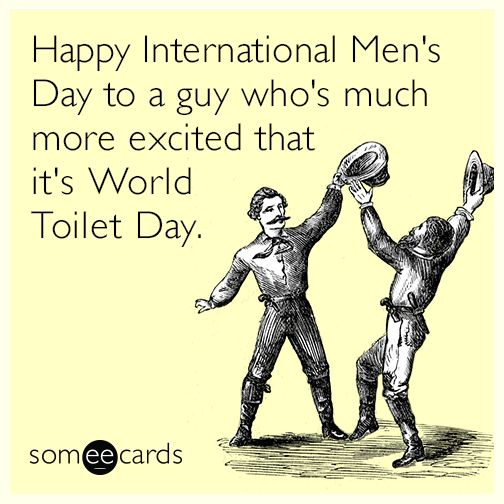 Happy International Men's
Day to a guy who's much
more excited that
it's World
Toilet Day.
someecards